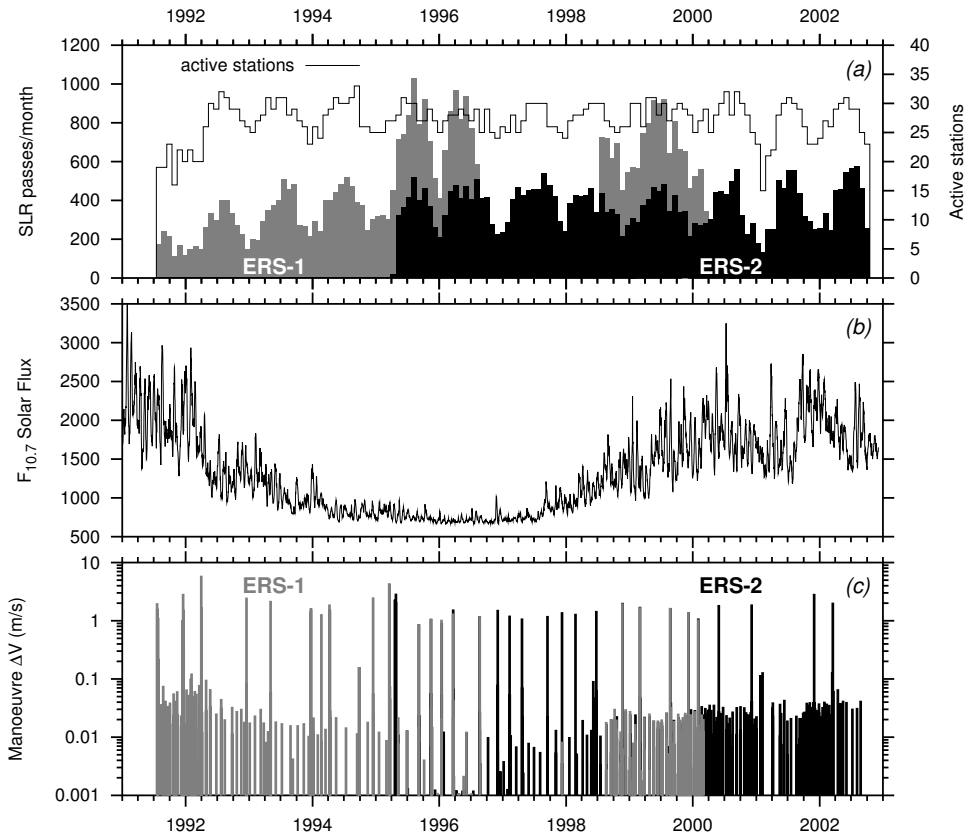 1992 1994 1996 1998 2000 2002
1200 40
(a)
active stations
35
1000
30
800
25
SLR passes/month
600 20
Active stations
15
400
10
200
5
ERS-1 ERS-2
0 0
3500
(b)
3000
2500
F10.7 Solar Flux
2000
1500
1000
500
10
ERS-1 ERS-2 (c)
1
Manoeuvre ΔV (m/s)
0.1
0.01
0.001
1992 1994 1996 1998 2000 2002